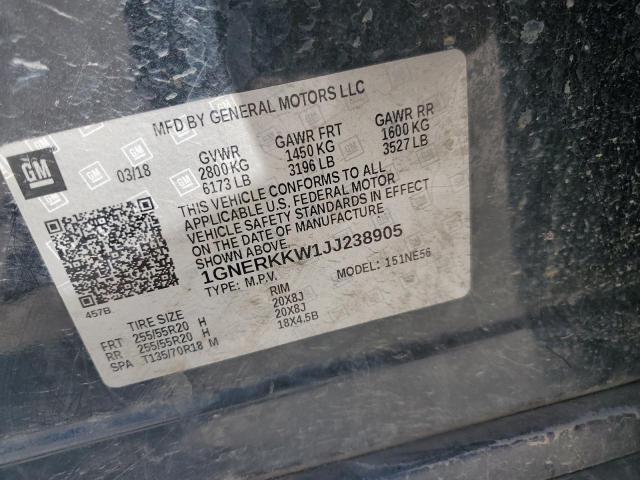 MFD BY GENERAL MOTORS LLC
GM
03/18
GVWR GAWR FRT GAWR RR
2800KG 1450 KG 1600 KG
6173 LB 3196 LB 3527 LB
THIS VEHICLE CONFORMS TO ALL
APPLICABLE U.S. FEDERAL MOTOR
VEHICLE SAFETY STANDARDS IN EFFECT
ON THE DATE OF MANUFACTURE
SHOWN ABOVE.
1GNERKKW1JJ238905
TYPE: M.P.V. MODEL: 151NE56
457B
TIRE SIZE RIM
FRT 255/55R20 H 20X8J
RR 255/55R20 H 20X8J
SPA T135/70R18 M 18X4.5B